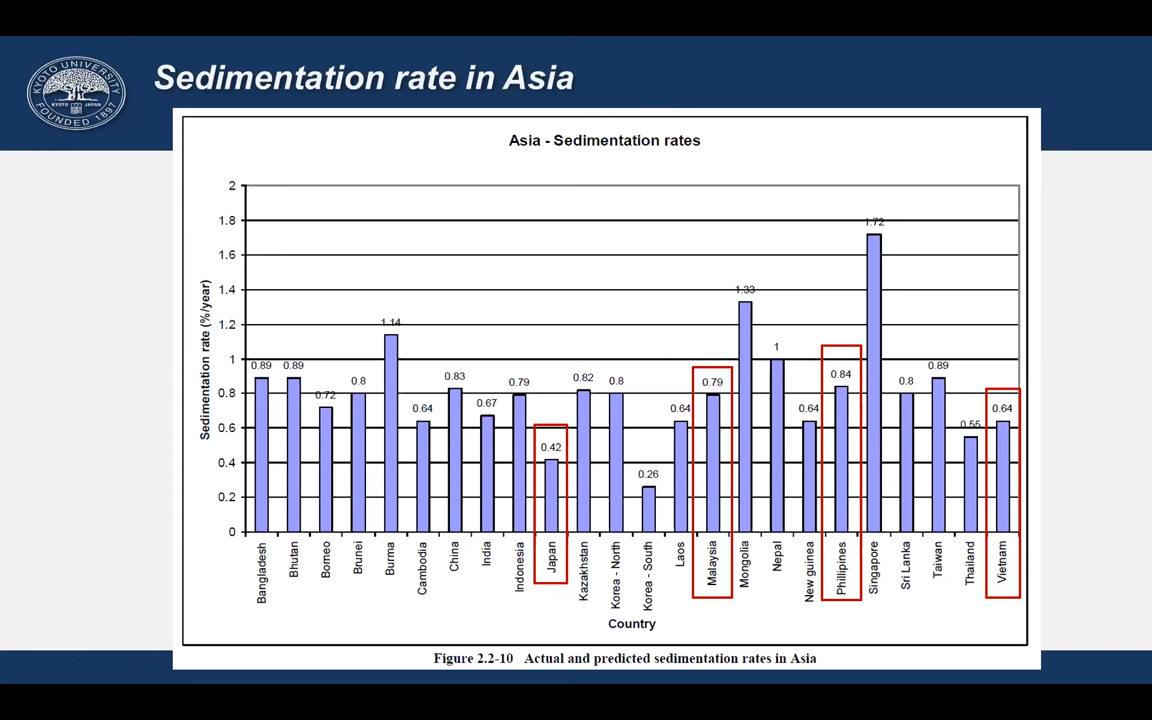 Sedimentation rate in Asia
KYOTO UNIVERSITY
KYOTO JAPAN
FOUNDED 1897
Asia - Sedimentation rates
Sedimentation rate (%/year)
2
1.8
1.6
1.4
1.2
1
0.8
0.6
0.4
0.2
0
0.89
0.89
0.72
0.8
1.14
0.64
0.83
0.67
0.79
0.42
0.82
0.8
0.26
0.64
0.79
1.33
1
0.64
0.84
1.72
0.8
0.89
0.55
0.64
Bangladesh
Bhutan
Borneo
Brunei
Burma
Cambodia
China
India
Indonesia
Japan
Kazakhstan
Korea - North
Korea - South
Laos
Malaysia
Mongolia
Nepal
New guinea
Phillipines
Singapore
Sri Lanka
Taiwan
Thailand
Vietnam
Country
Figure 2.2-10 Actual and predicted sedimentation rates in Asia